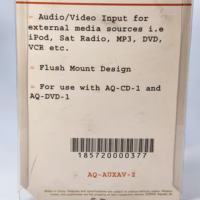 - Audio/Video Input for
external media sources i.e
iPod, Sat Radio, MP3, DVD,
VCR etc.
- Flush Mount Design
- For use with AQ-CD-1 and
AQ-DVD-1
185720000377
AQ-AUXAV-2